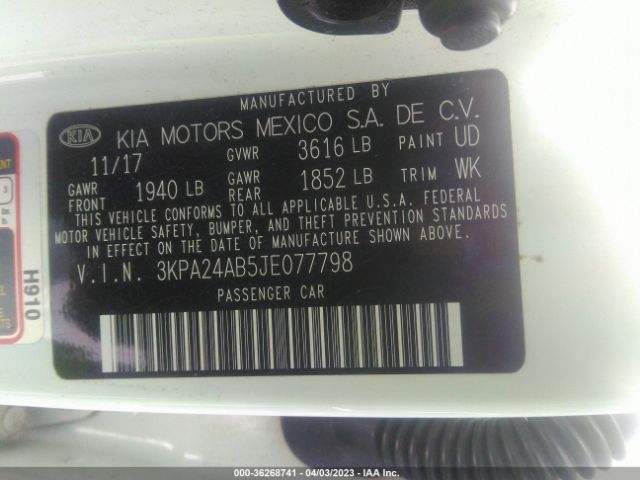 MANUFACTURED BY
KIA KIA MOTORS MEXICO S.A. DE C.V.
11/17 GVWR 3616 LB PAINT UD
GAWR FRONT 1940 LB GAWR REAR 1852 LB TRIM WK
THIS VEHICLE CONFORMS TO ALL APPLICABLE U.S.A. FEDERAL
MOTOR VEHICLE SAFETY, BUMPER, AND THEFT PREVENTION STANDARDS
IN EFFECT ON THE DATE OF MANUFACTURE SHOWN ABOVE.
V.I.N. 3KPA24AB5JE077798
PASSENGER CAR
H910
3
000-36268741 - 04/03/2023 - IAA Inc.